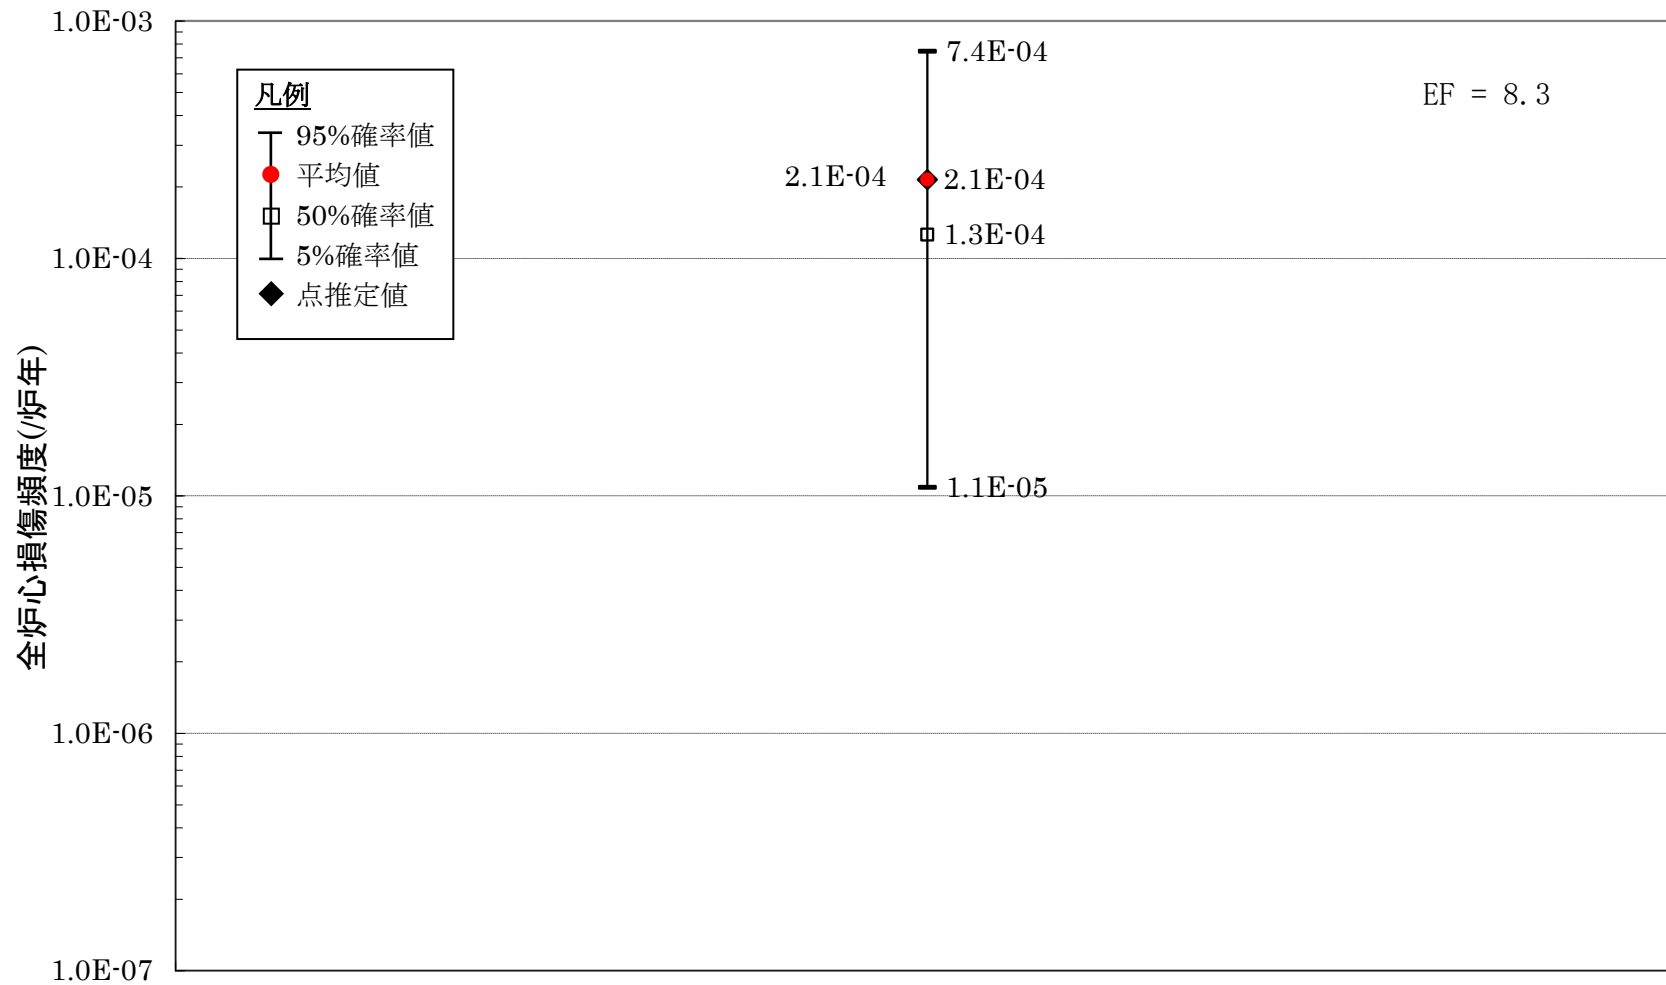 1.0E-03
7.4E-04
EF = 8.3
凡例
95%確率値
平均値
50%確率値
5%確率値
点推定値
2.1E-04
2.1E-04
1.3E-04
1.0E-04
全炉心損傷頻度(/炉年)
1.1E-05
1.0E-05
1.0E-06
1.0E-07